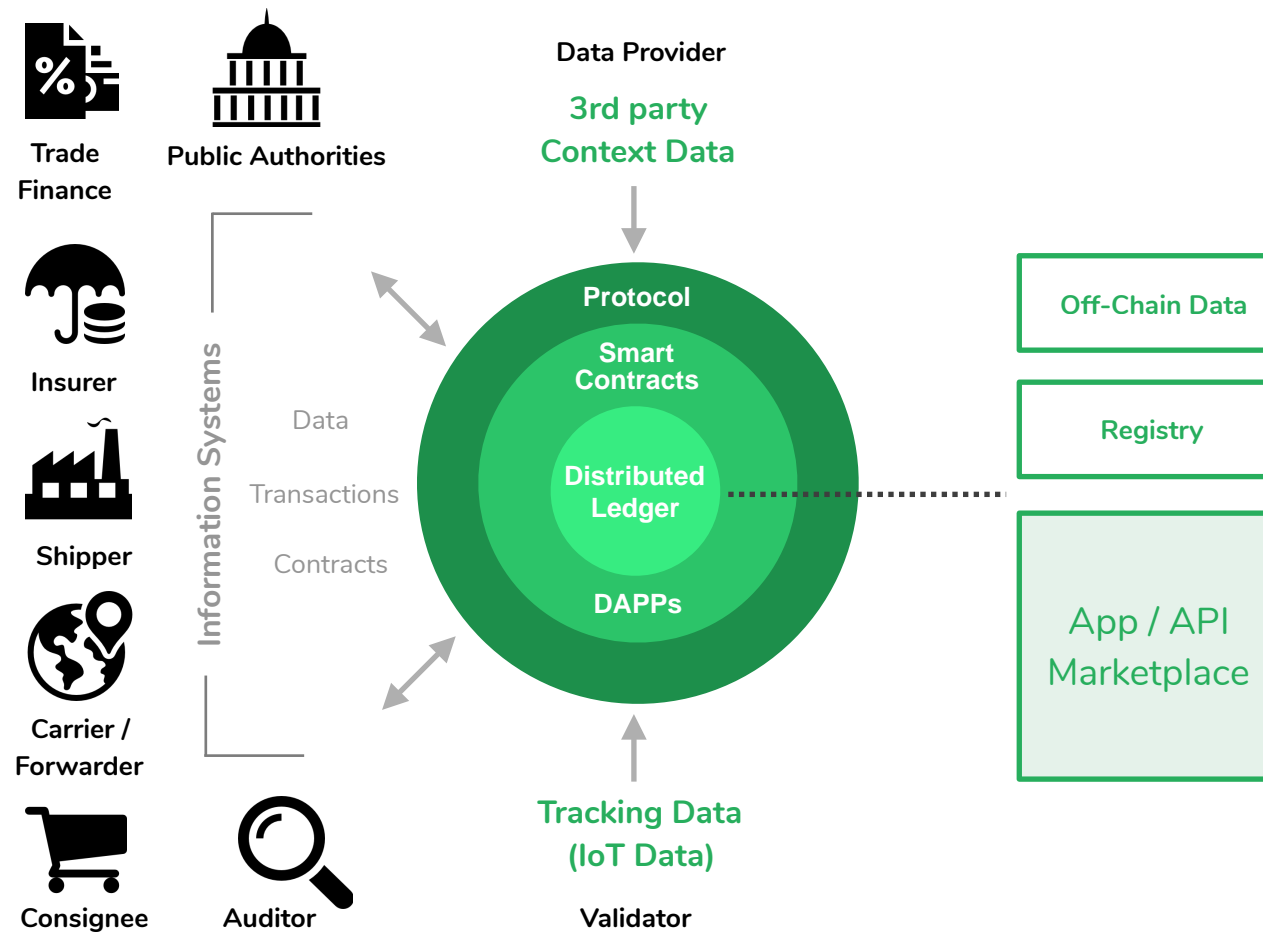 Data Provider
3rd party
Context Data
Trade
Finance
Public Authorities
Insurer
Shipper
Carrier /
Forwarder
Consignee
Auditor
Information Systems
Data
Transactions
Contracts
Protocol
Smart
Contracts
Distributed
Ledger
DAPPs
Tracking Data
(IoT Data)
Validator
Off-Chain Data
Registry
App / API
Marketplace
%